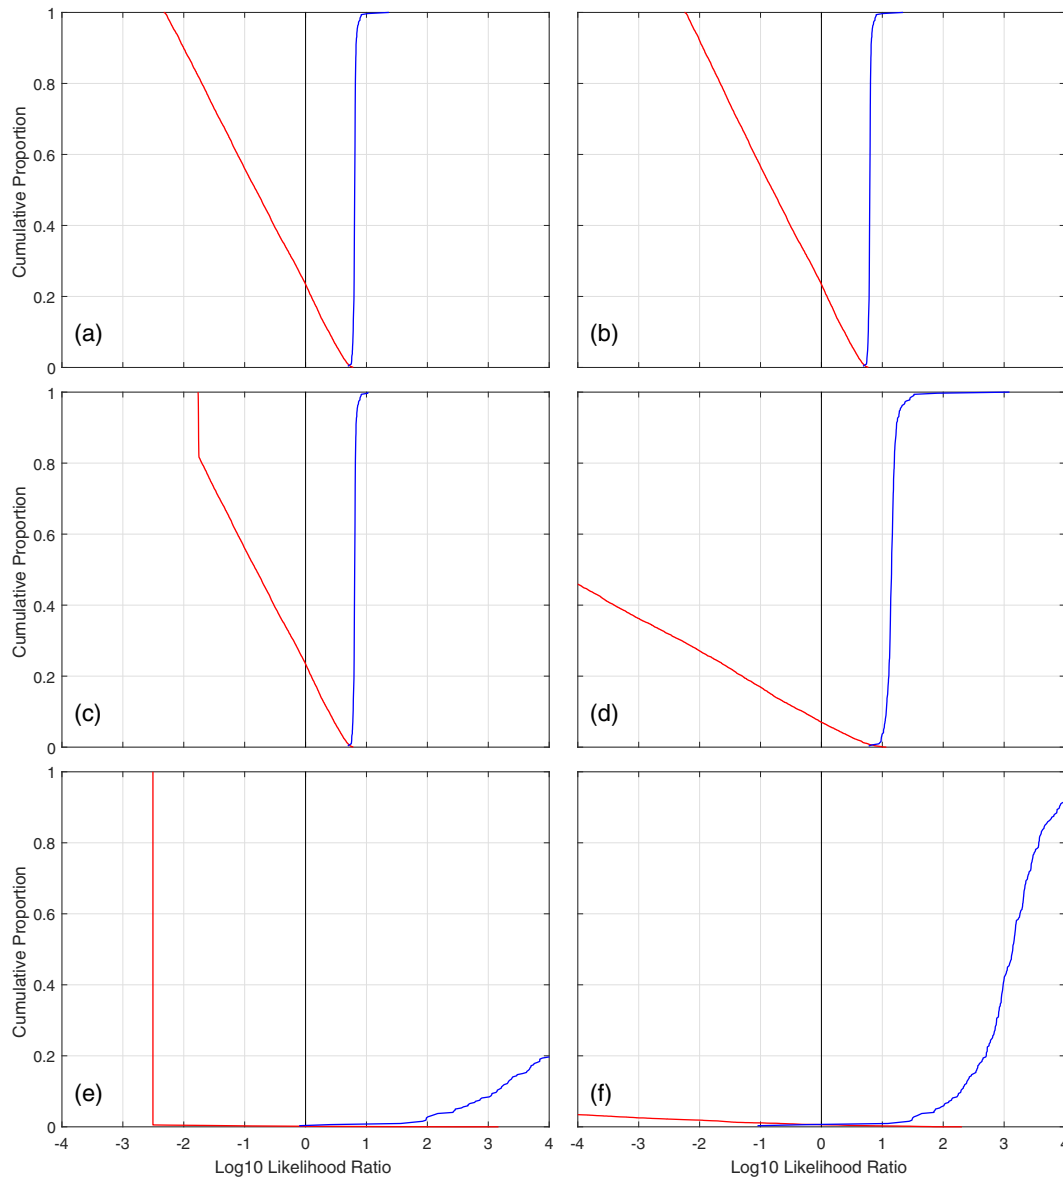 1
0.8
0.6
0.4
0.2
0
Cumulative Proportion
(a)
(b)
1
0.8
0.6
0.4
0.2
0
Cumulative Proportion
(c)
(d)
1
0.8
0.6
0.4
0.2
0
Cumulative Proportion
(e)
(f)
-4 -3 -2 -1 0 1 2 3 4
-4 -3 -2 -1 0 1 2 3 4
Log10 Likelihood Ratio
Log10 Likelihood Ratio